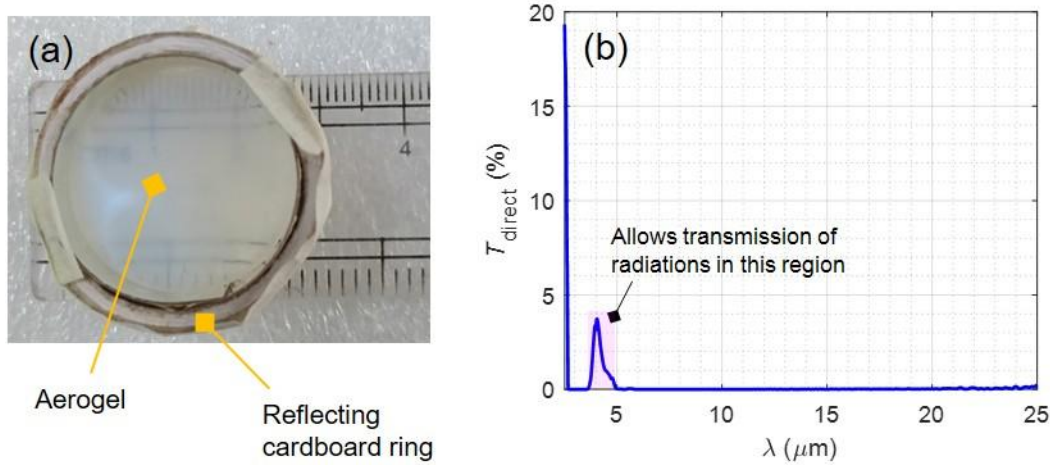 (a)
4
Aerogel
Reflecting
cardboard ring
(b)
20
15
10
5
0
T direct (%)
Allows transmission of
radiations in this region
5
10
15
20
25
λ (μm)